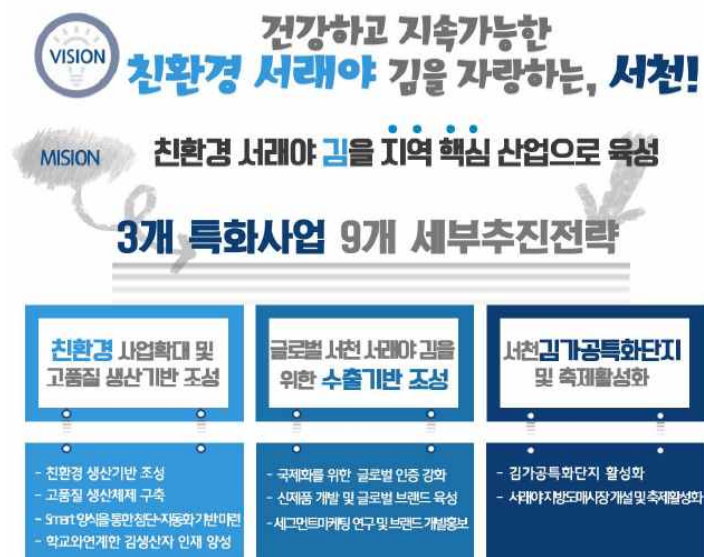 VISION
건강하고 지속가능한
친환경 서래야 김을 자랑하는, 서천!
MISION
친환경 서래야 김을 지역 핵심 산업으로 육성
3개 특화사업 9개 세부추진전략
친환경 사업확대 및
고품질 생산기반 조성
- 친환경 생산기반 조성
- 고품질 생산체제 구축
- Smart 양식을 통한 첨단·자동화 기반 마련
- 학교와연계한 김생산자 인재 양성
글로벌 서천 서래야 김을
위한 수출기반 조성
- 국제화를 위한 글로벌 인증 강화
- 신제품 개발 및 글로벌 브랜드 육성
- 세그먼트마케팅 연구 및 브랜드 개발홍보
서천김가공특화단지
및 축제활성화
- 김가공특화단지 활성화
- 서래야 지방도매시장 개설 및 축제활성화